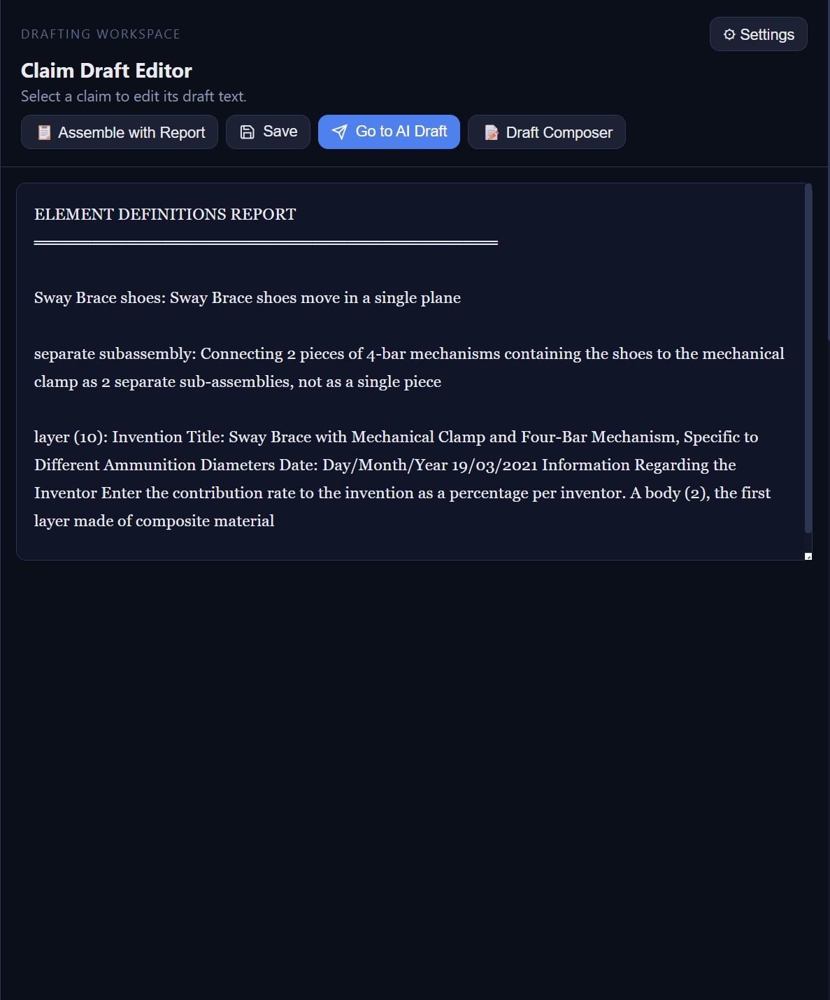 DRAFTING WORKSPACE
Settings
Claim Draft Editor
Select a claim to edit its draft text.
Assemble with Report
Save
Go to AI Draft
Draft Composer
ELEMENT DEFINITIONS REPORT
Sway Brace shoes: Sway Brace shoes move in a single plane
separate subassembly: Connecting 2 pieces of 4-bar mechanisms containing the shoes to the mechanical
clamp as 2 separate sub-assemblies, not as a single piece
layer (10): Invention Title: Sway Brace with Mechanical Clamp and Four-Bar Mechanism, Specific to
Different Ammunition Diameters Date: Day/Month/Year 19/03/2021 Information Regarding the
Inventor Enter the contribution rate to the invention as a percentage per inventor. A body (2), the first
layer made of composite material